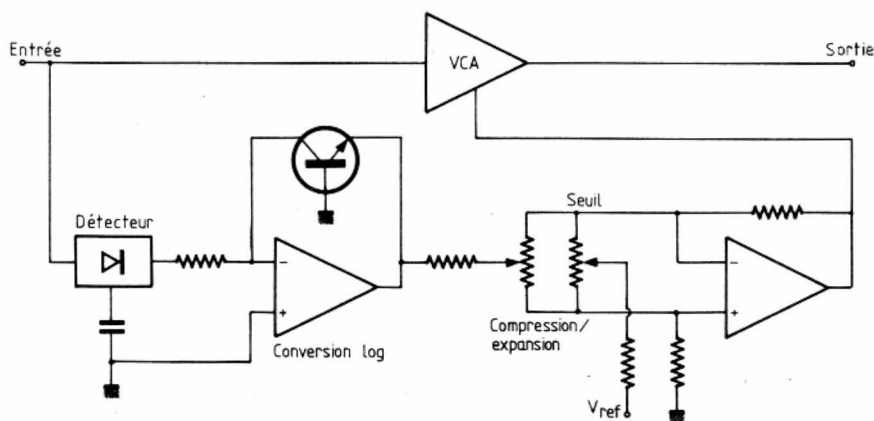 Entrée
VCA
Sortie
Détecteur
Seuil
-
+
Conversion log
Compression/
expansion
-
+
Vref